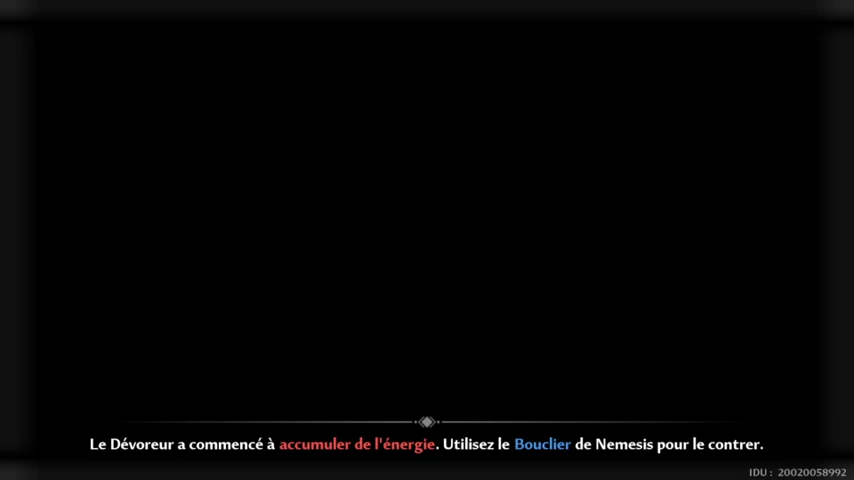 Le Dévoreur a commencé à accumuler de l'énergie. Utilisez le Bouclier de Nemesis pour le contrer.
IDU : 20020058992